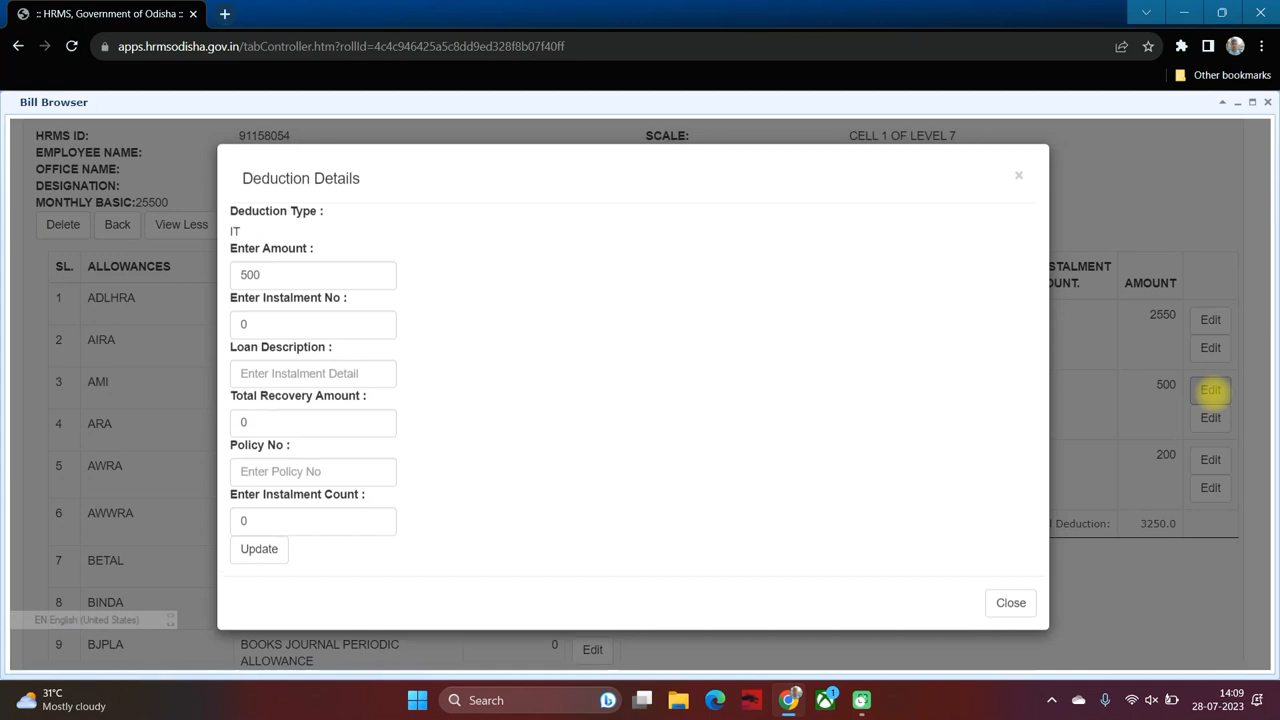 :: HRMS, Government of Odisha ::
apps.hrmsodisha.gov.in/tabController.htm?rollId=4c4c946425a5c8dd9ed328f8b07f40ff
Other bookmarks
Bill Browser
HRMS ID: 91158054 SCALE: CELL 1 OF LEVEL 7
EMPLOYEE NAME:
OFFICE NAME:
DESIGNATION:
MONTHLY BASIC:25500
Delete Back View Less
SL. ALLOWANCES
1 ADLHRA
2 AIRA
3 AMI
4 ARA
5 AWRA
6 AWWRA
7 BETAL
8 BINDA
9 BJPLA BOOKS JOURNAL PERIODIC ALLOWANCE 0 Edit
Deduction Details
×
Deduction Type :
IT
Enter Amount :
500
Enter Instalment No :
0
Loan Description :
Enter Instalment Detail
Total Recovery Amount :
0
Policy No :
Enter Policy No
Enter Instalment Count :
0
Update
Close
STALMENT
AMOUNT
2550 Edit
Edit
500 Edit
Edit
200 Edit
Edit
Deduction: 3250.0
EN English (United States)
31°C
Mostly cloudy
Search
1
14:09
28-07-2023